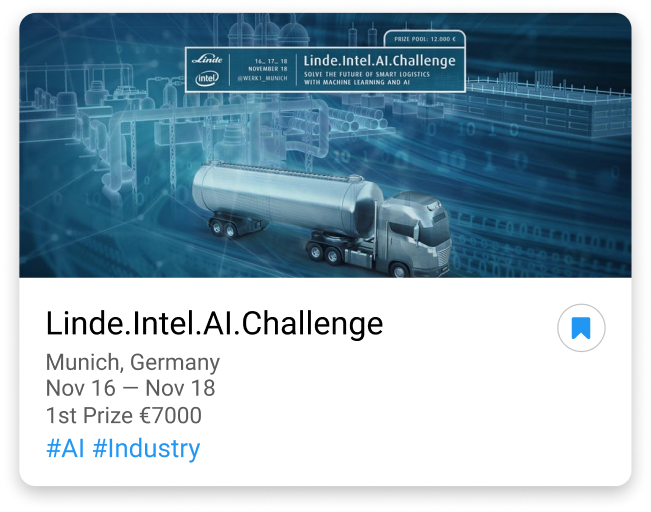 PRIZE POOL: 12.000 €
Linde
intel
16., 17., 18
NOVEMBER 18
@WERK1_MUNICH
Linde.Intel.AI.Challenge
SOLVE THE FUTURE OF SMART LOGISTICS
WITH MACHINE LEARNING AND AI
Linde.Intel.AI.Challenge
Munich, Germany
Nov 16 — Nov 18
1st Prize €7000
#AI #Industry